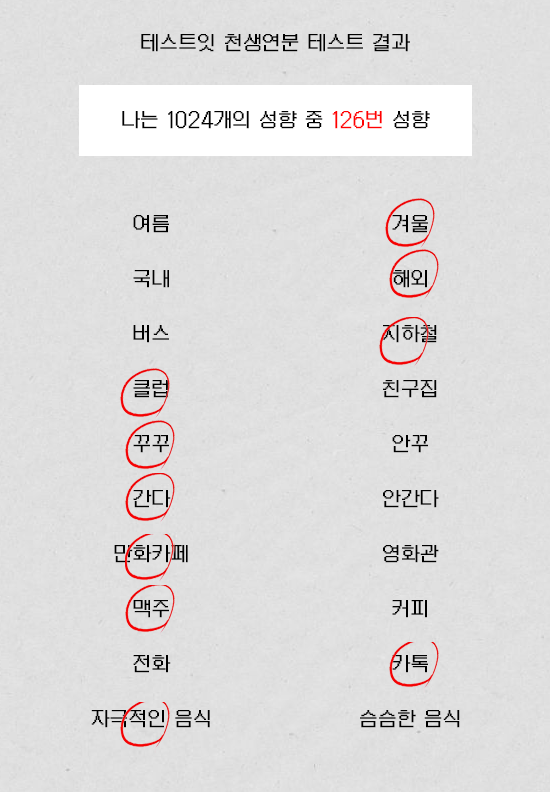 테스트잇 천생연분 테스트 결과
나는 1024개의 성향 중 126번 성향
여름 겨울
국내 해외
버스 지하철
클럽 친구집
꾸꾸 안꾸
간다 안간다
만화카페 영화관
맥주 커피
전화 카톡
자극적인 음식 슴슴한 음식